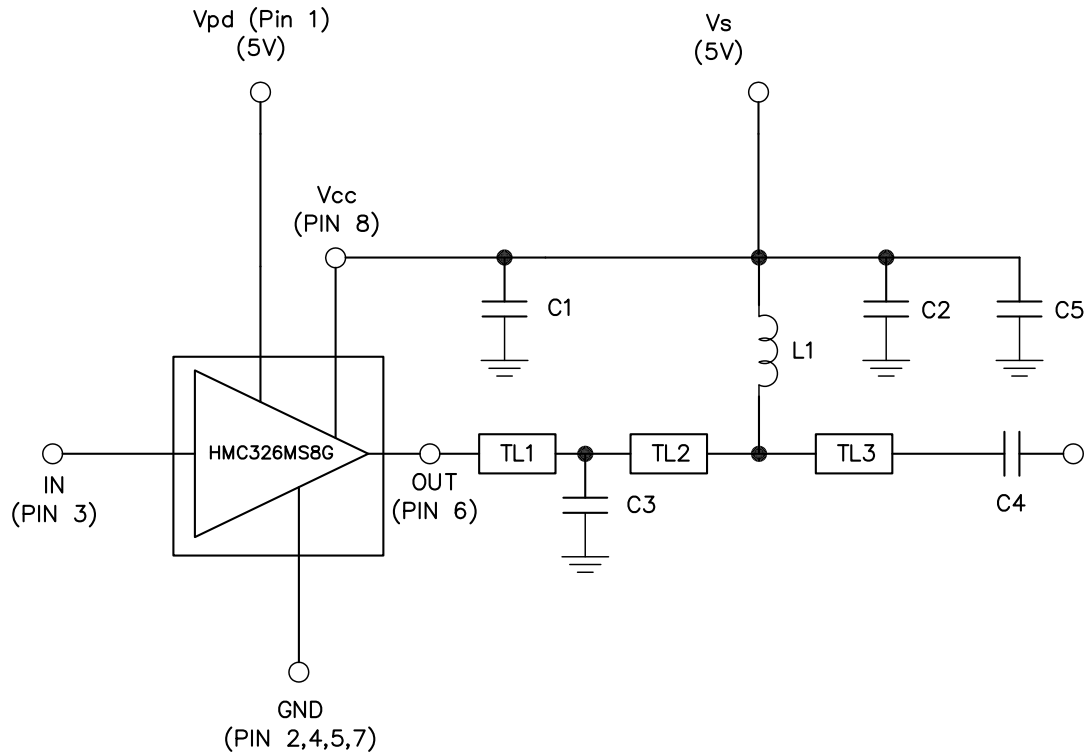 Vpd (Pin 1)
(5V)
Vs
(5V)
Vcc
(PIN 8)
C1
C2
C5
L1
HMC326MS8G
TL1
TL2
TL3
IN
(PIN 3)
OUT
(PIN 6)
C3
C4
GND
(PIN 2,4,5,7)